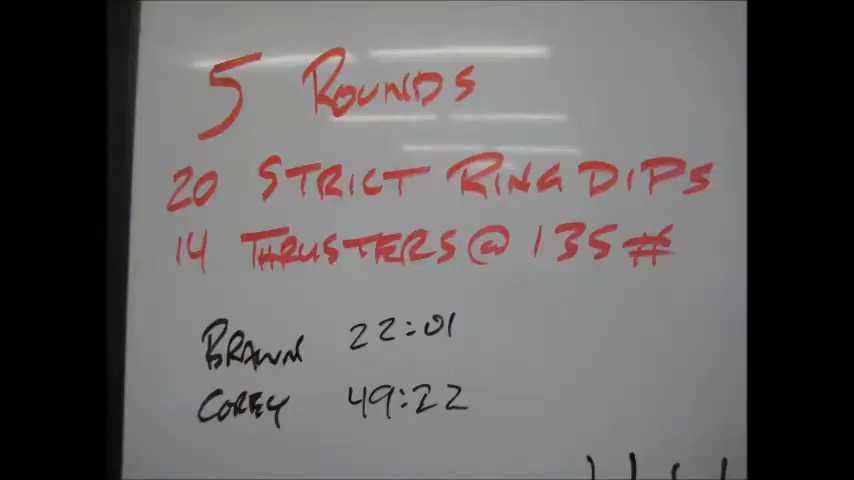 5 ROUNDS
20 STRICT RING DIPS
14 THRUSTERS @ 135#
BRAWN 22:01
COREY 49:22